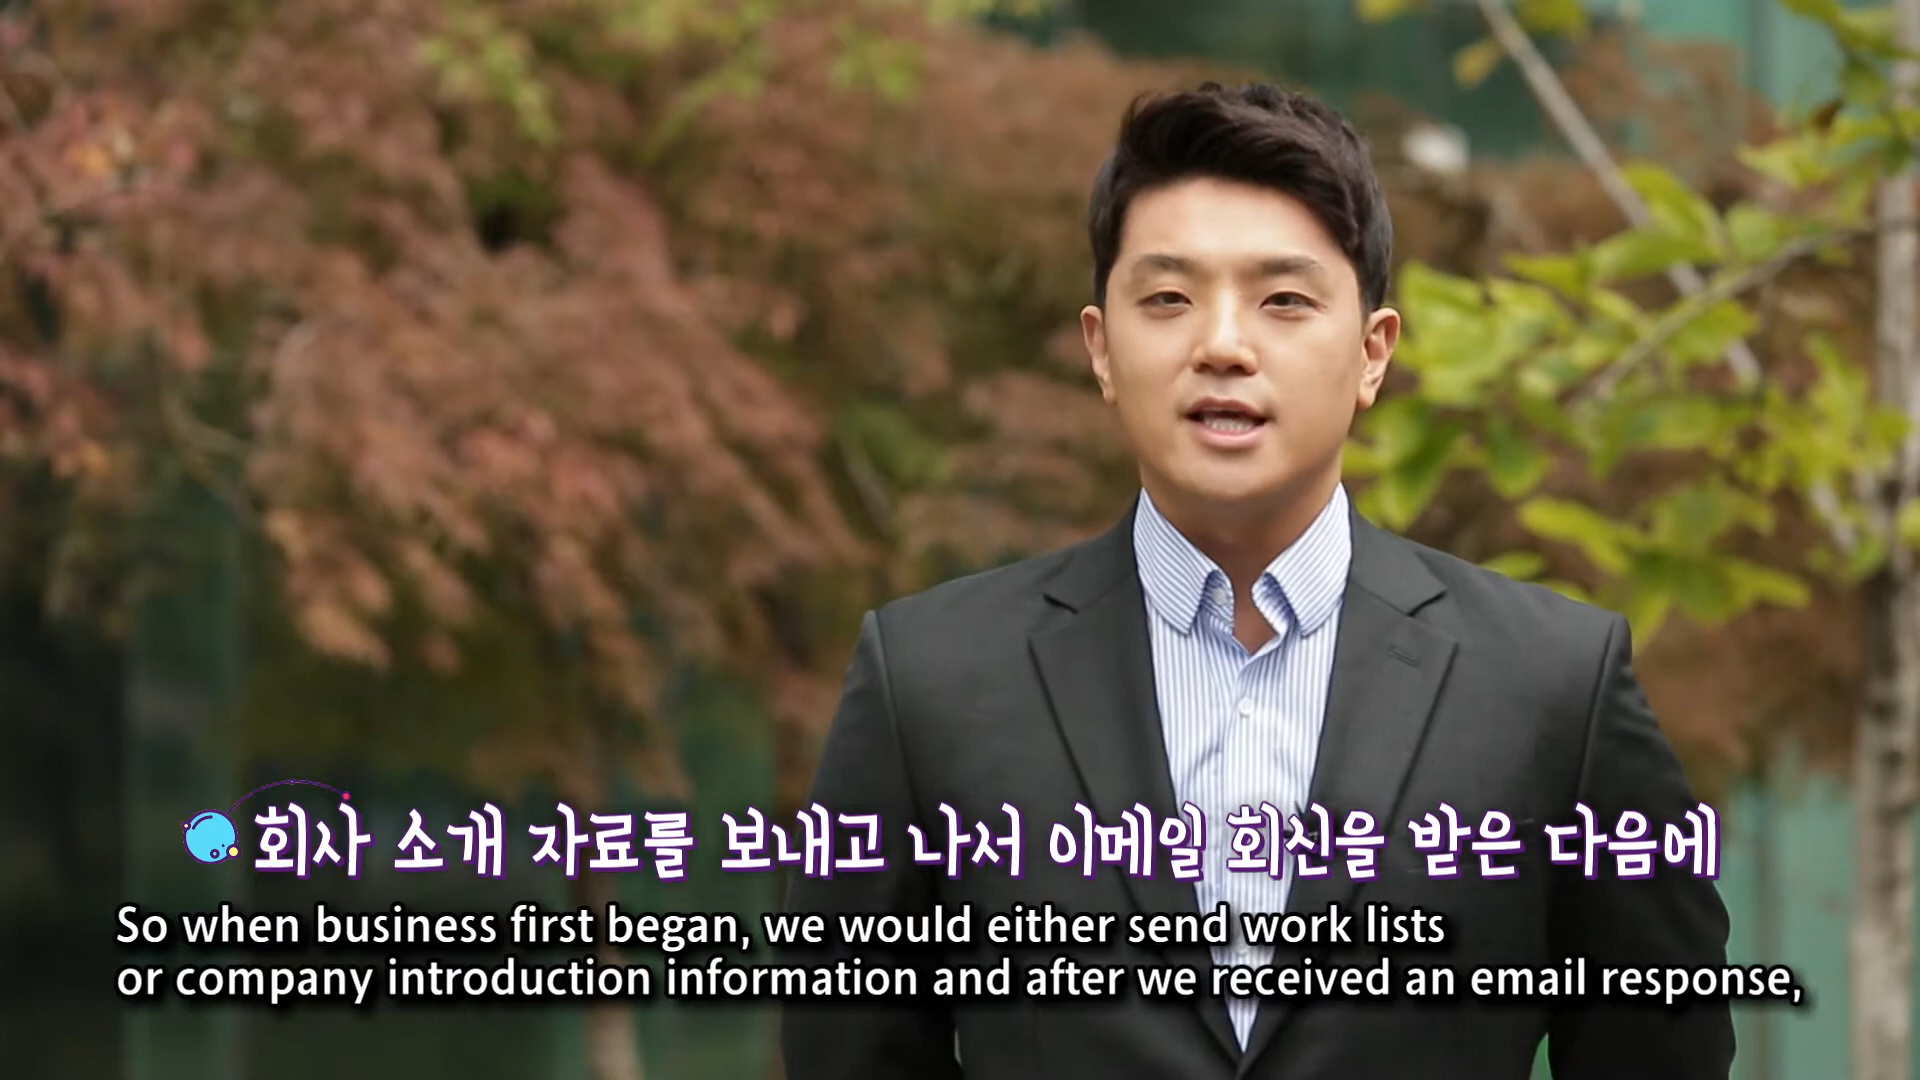 회사 소개 자료를 보내고 나서 이메일 회신을 받은 다음에
So when business first began, we would either send work lists
or company introduction information and after we received an email response,